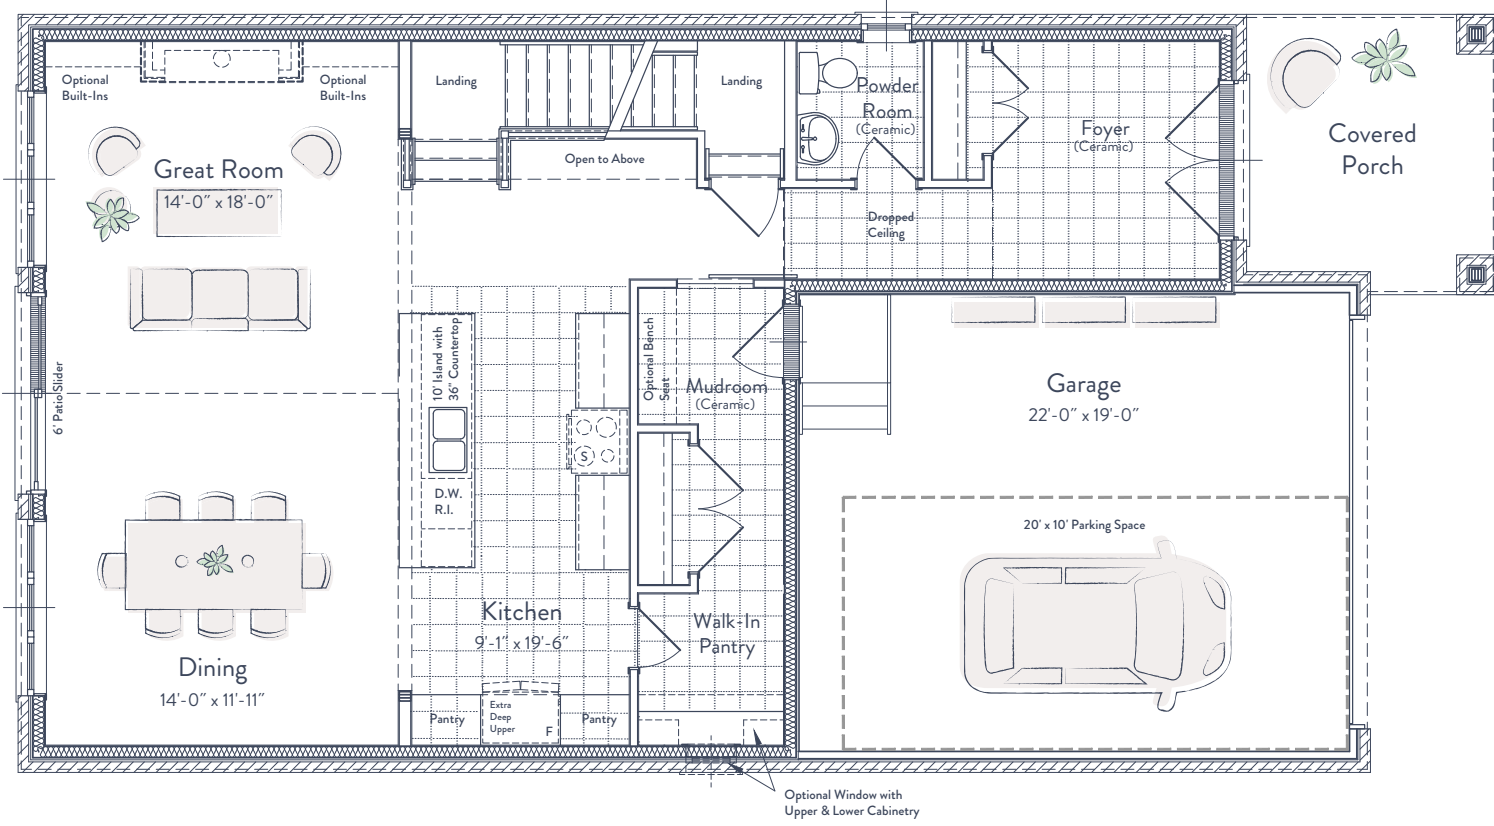 Optional
Built-Ins
Optional
Built-Ins
Landing
Landing
Powder
Room
(Ceramic)
Foyer
(Ceramic)
Covered
Porch
Great Room
14'-0" x 18'-0"
Open to Above
Dropped
Ceiling
6' Patio Slider
10' Island with
36" Countertop
Optional Bench
Seat
Mudroom
(Ceramic)
Garage
22'-0" x 19'-0"
S
D.W.
R.I.
20' x 10' Parking Space
Kitchen
9'-1" x 19'-6"
Walk-In
Pantry
Dining
14'-0" x 11'-11"
Pantry
Extra
Deep
Upper
F
Pantry
Optional Window with
Upper & Lower Cabinetry